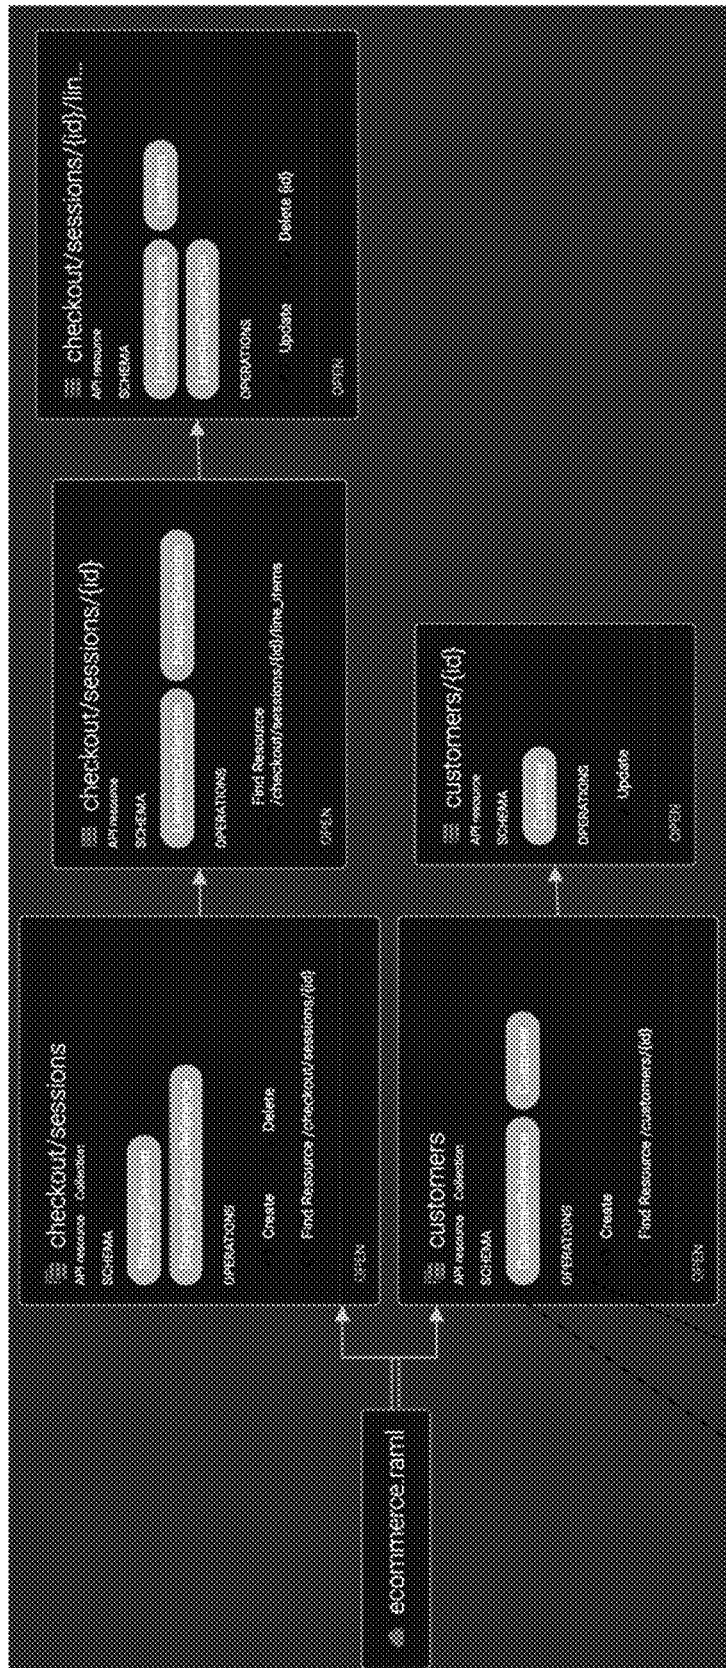 ecommerce.raml
checkout/sessions
API resource Collection
SCHEMA
OPERATIONS
Create Delete
Find Resource /checkout/sessions/{id}
OPEN
checkout/sessions/{id}
API resource
SCHEMA
OPERATIONS
Find Resource
/checkout/sessions/{id}/line_items
OPEN
checkout/sessions/{id}/lin...
API resource
SCHEMA
OPERATIONS
Update Delete {id}
OPEN
customers
API resource Collection
SCHEMA
OPERATIONS
Create
Find Resource /customers/{id}
OPEN
customers/{id}
API resource
SCHEMA
OPERATIONS
Update
OPEN